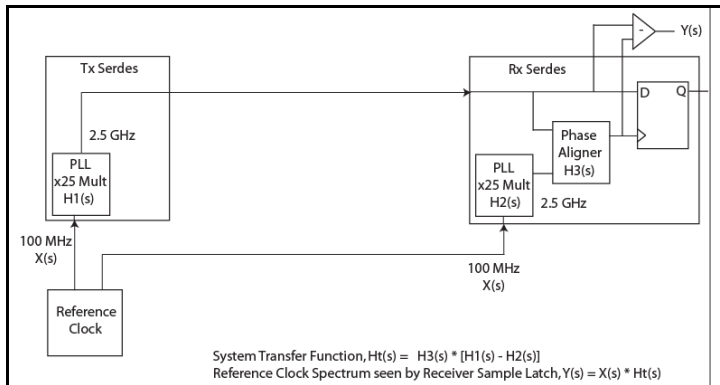 Y(s)
-
Tx Serdes
Rx Serdes
D
Q
2.5 GHz
Phase
Aligner
H3(s)
PLL
x25 Mult
H1(s)
PLL
x25 Mult
H2(s)
2.5 GHz
100 MHz
X(s)
100 MHz
X(s)
Reference
Clock
System Transfer Function, Ht(s) = H3(s) * [H1(s) - H2(s)]
Reference Clock Spectrum seen by Receiver Sample Latch, Y(s) = X(s) * Ht(s)